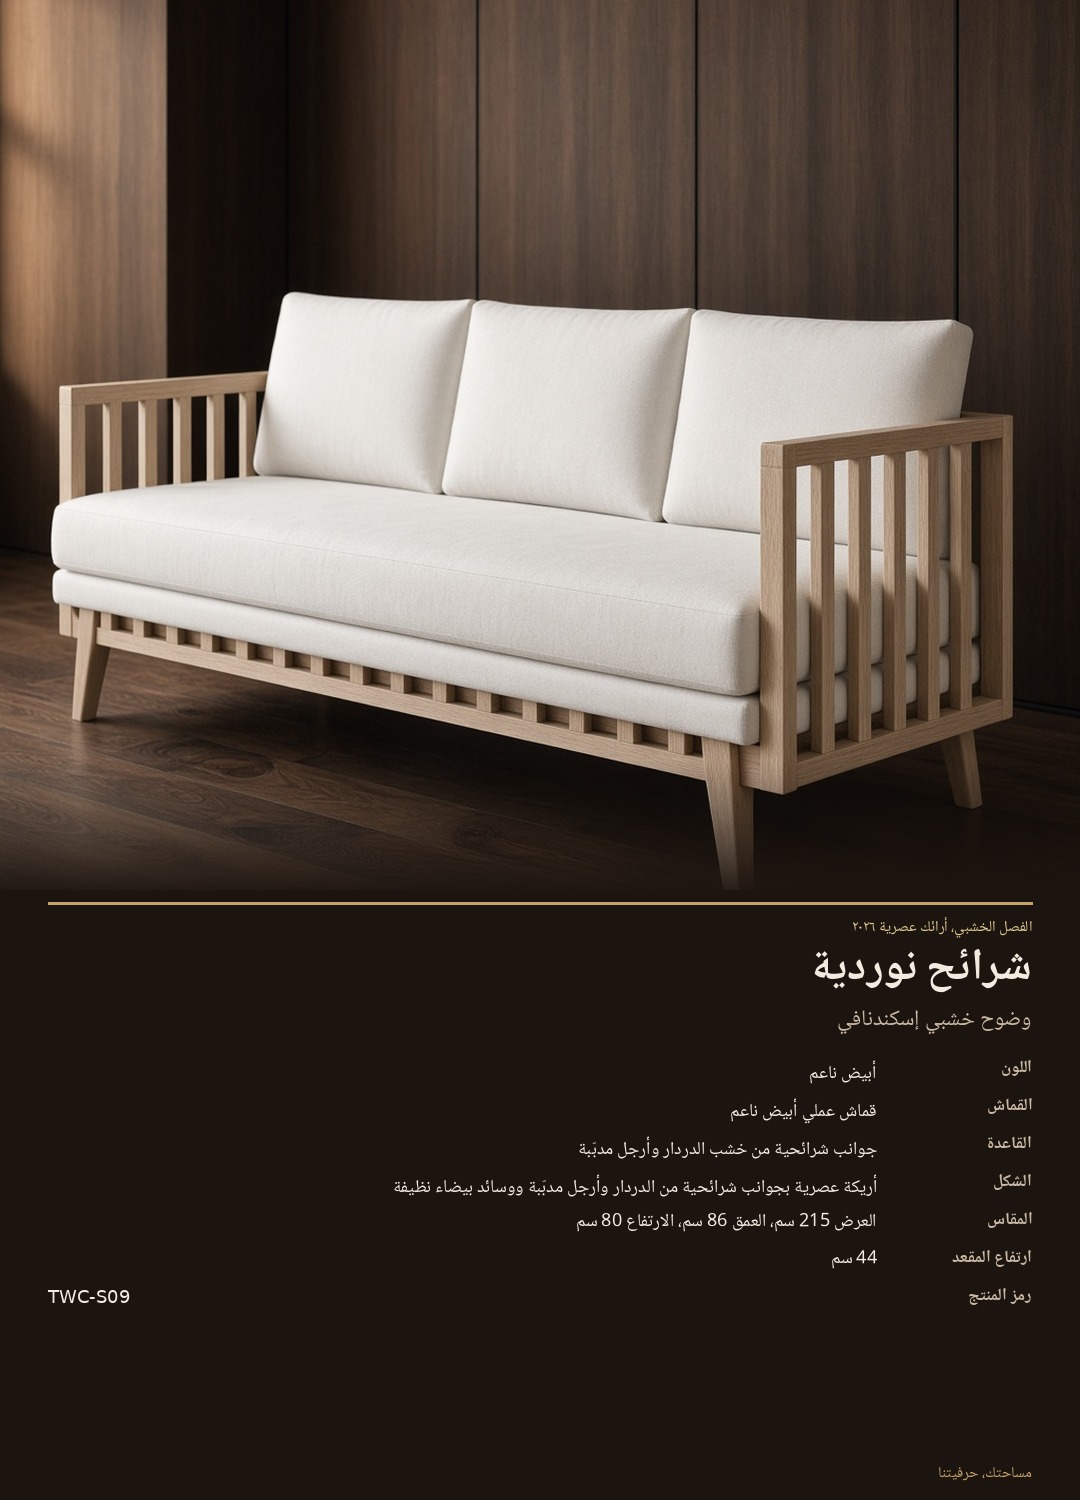 الفصل الخشبي، أرائك عصرية ٢٠٢٦
شرائح نوردية
وضوح خشبي إسكندنافي
اللون أبيض ناعم
القماش قماش عملي أبيض ناعم
القاعدة جوانب شرائحية من خشب الدردار وأرجل مدبّبة
الشكل أريكة عصرية بجوانب شرائحية من الدردار وأرجل مدبّبة ووسائد بيضاء نظيفة
المقاس العرض 215 سم، العمق 86 سم، الارتفاع 80 سم
ارتفاع المقعد 44 سم
رمز المنتج TWC-S09
مساحتك، حرفيتنا